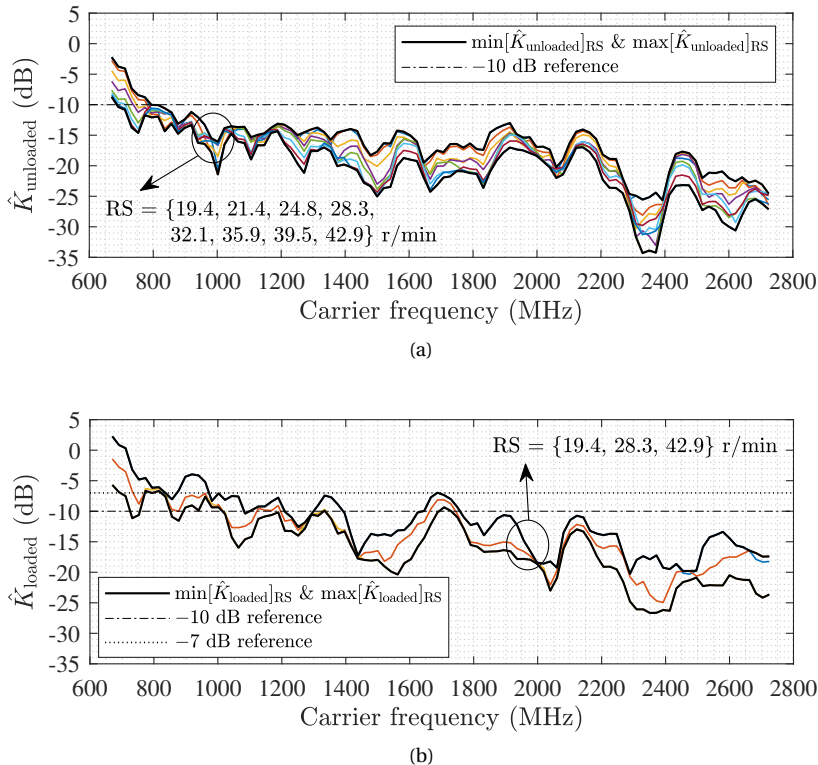 5
0
-5
-10
-15
-20
-25
-30
-35
K̂unloaded (dB)
min[K̂unloaded]RS & max[K̂unloaded]RS
−10 dB reference
RS = {19.4, 21.4, 24.8, 28.3,
32.1, 35.9, 39.5, 42.9} r/min
600 800 1000 1200 1400 1600 1800 2000 2200 2400 2600 2800
Carrier frequency (MHz)
(a)
5
0
-5
-10
-15
-20
-25
-30
-35
K̂loaded (dB)
RS = {19.4, 28.3, 42.9} r/min
min[K̂loaded]RS & max[K̂loaded]RS
−10 dB reference
−7 dB reference
600 800 1000 1200 1400 1600 1800 2000 2200 2400 2600 2800
Carrier frequency (MHz)
(b)